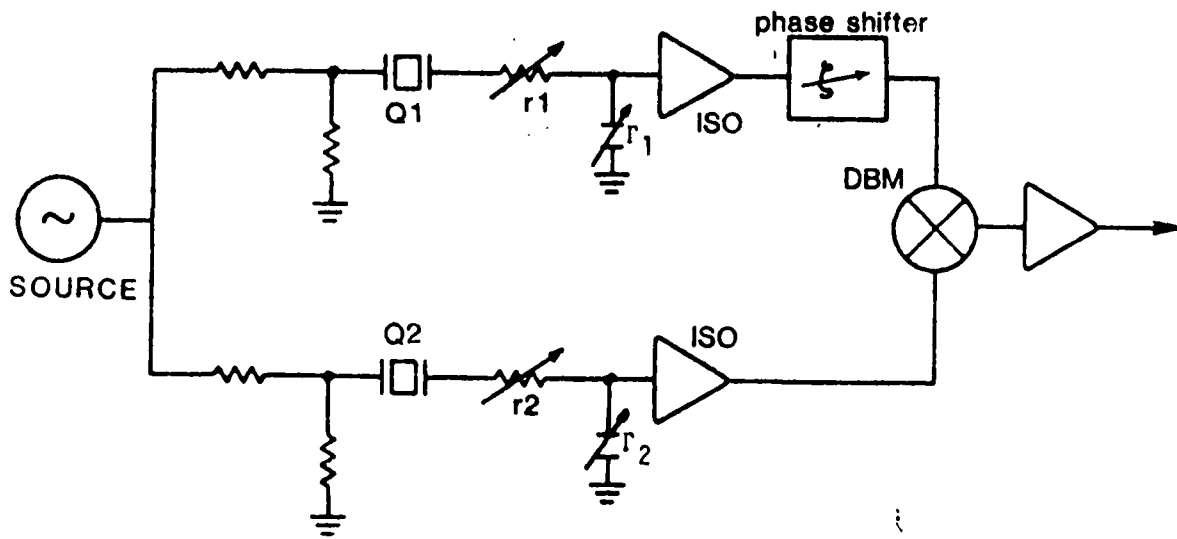 phase shifter
Q1
r1
Γ1
ISO
DBM
SOURCE
Q2
r2
Γ2
ISO